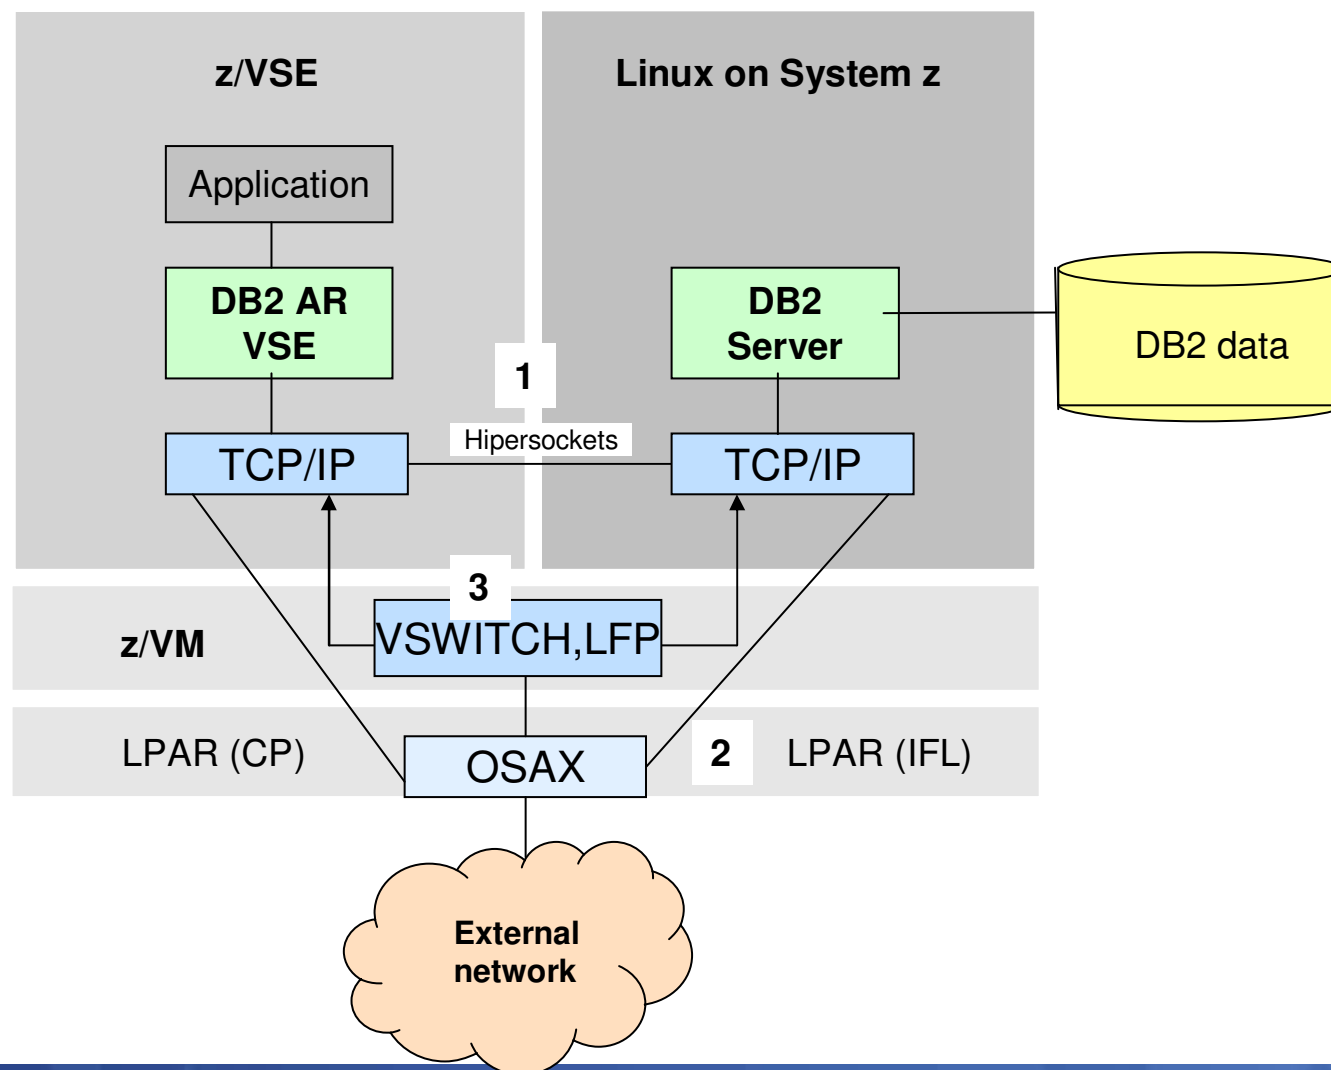 z/VSE
Linux on System z
Application
DB2 AR
VSE
DB2
Server
DB2 data
1
Hipersockets
TCP/IP
TCP/IP
3
z/VM
VSWITCH,LFP
LPAR (CP)
OSAX
2
LPAR (IFL)
External
network